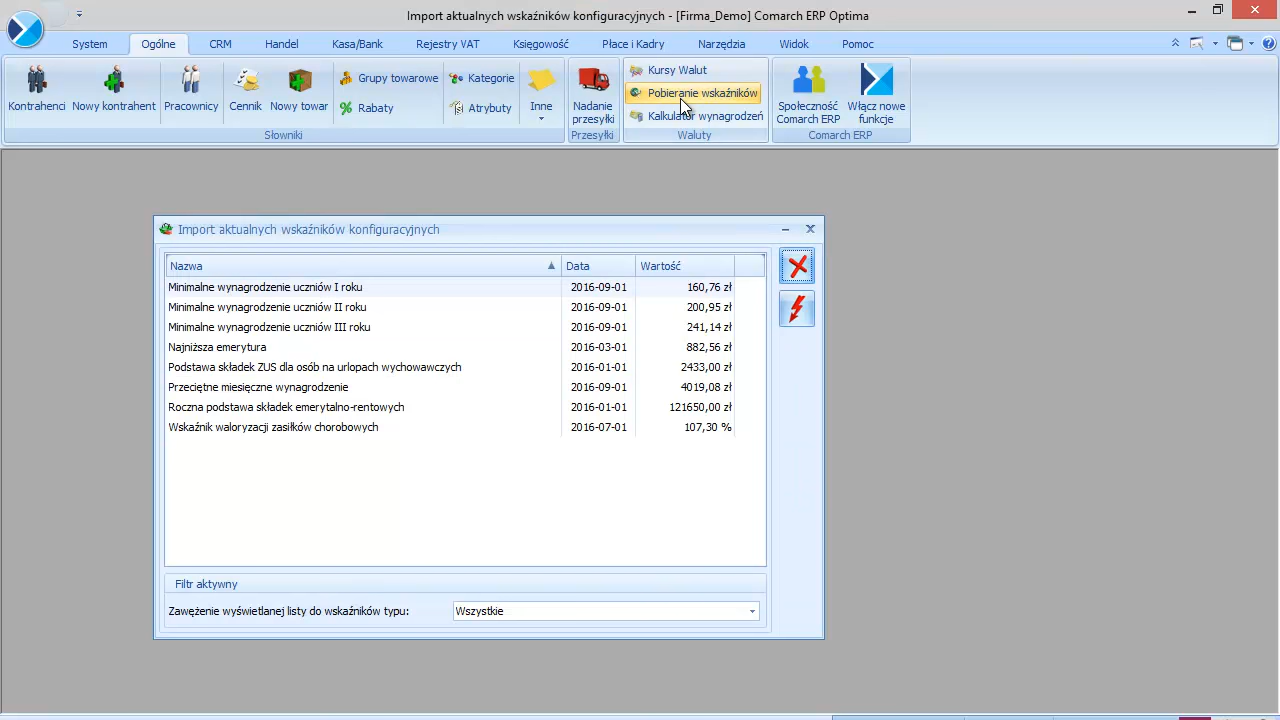 Import aktualnych wskaźników konfiguracyjnych - [Firma_Demo] Comarch ERP Optima
System Ogólne CRM Handel Kasa/Bank Rejestry VAT Księgowość Płace i Kadry Narzędzia Widok Pomoc
Kontrahenci Nowy kontrahent Pracownicy Cennik Nowy towar
Grupy towarowe
Rabaty
Kategorie
Atrybuty
Inne
Nadanie
przesyłki
Kursy Walut
Pobieranie wskaźników
Kalkulator wynagrodzeń
Społeczność
Comarch ERP
Włącz nowe
funkcje
Słowniki Przesyłki Waluty Comarch ERP
Import aktualnych wskaźników konfiguracyjnych
Nazwa Data Wartość
Minimalne wynagrodzenie uczniów I roku 2016-09-01 160,76 zł
Minimalne wynagrodzenie uczniów II roku 2016-09-01 200,95 zł
Minimalne wynagrodzenie uczniów III roku 2016-09-01 241,14 zł
Najniższa emerytura 2016-03-01 882,56 zł
Podstawa składek ZUS dla osób na urlopach wychowawczych 2016-01-01 2433,00 zł
Przeciętne miesięczne wynagrodzenie 2016-09-01 4019,08 zł
Roczna podstawa składek emerytalno-rentowych 2016-01-01 121650,00 zł
Wskaźnik waloryzacji zasiłków chorobowych 2016-07-01 107,30 %
Filtr aktywny
Zawężenie wyświetlanej listy do wskaźników typu: Wszystkie